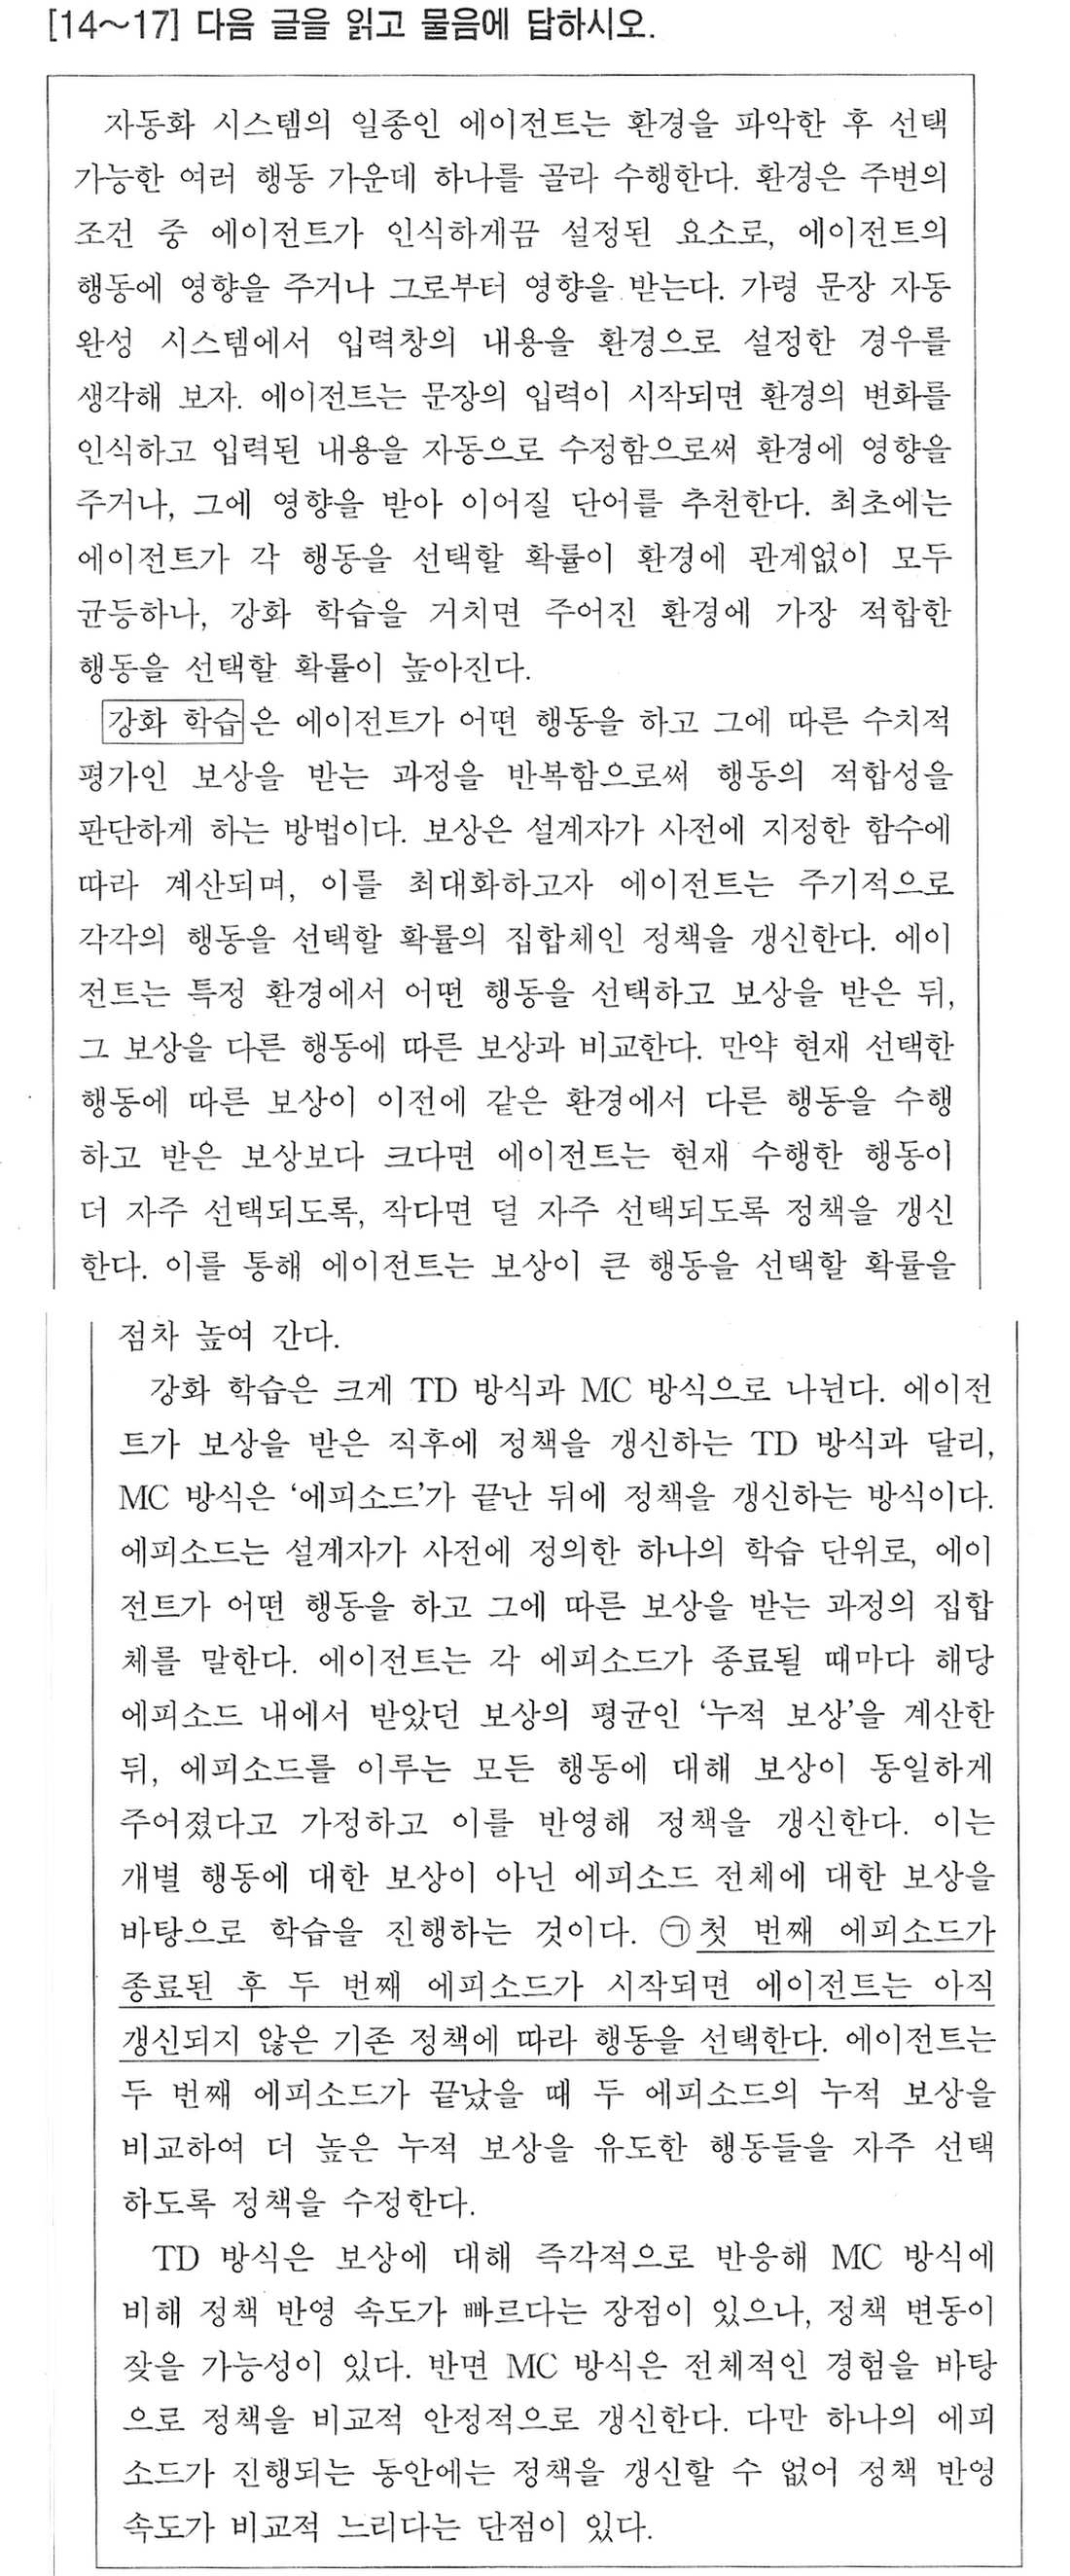 [14～17] 다음 글을 읽고 물음에 답하시오.
자동화 시스템의 일종인 에이전트는 환경을 파악한 후 선택
가능한 여러 행동 가운데 하나를 골라 수행한다. 환경은 주변의
조건 중 에이전트가 인식하게끔 설정된 요소로, 에이전트의
행동에 영향을 주거나 그로부터 영향을 받는다. 가령 문장 자동
완성 시스템에서 입력창의 내용을 환경으로 설정한 경우를
생각해 보자. 에이전트는 문장의 입력이 시작되면 환경의 변화를
인식하고 입력된 내용을 자동으로 수정함으로써 환경에 영향을
주거나, 그에 영향을 받아 이어질 단어를 추천한다. 최초에는
에이전트가 각 행동을 선택할 확률이 환경에 관계없이 모두
균등하나, 강화 학습을 거치면 주어진 환경에 가장 적합한
행동을 선택할 확률이 높아진다.
강화 학습은 에이전트가 어떤 행동을 하고 그에 따른 수치적
평가인 보상을 받는 과정을 반복함으로써 행동의 적합성을
판단하게 하는 방법이다. 보상은 설계자가 사전에 지정한 함수에
따라 계산되며, 이를 최대화하고자 에이전트는 주기적으로
각각의 행동을 선택할 확률의 집합체인 정책을 갱신한다. 에이
전트는 특정 환경에서 어떤 행동을 선택하고 보상을 받은 뒤,
그 보상을 다른 행동에 따른 보상과 비교한다. 만약 현재 선택한
행동에 따른 보상이 이전에 같은 환경에서 다른 행동을 수행
하고 받은 보상보다 크다면 에이전트는 현재 수행한 행동이
더 자주 선택되도록, 작다면 덜 자주 선택되도록 정책을 갱신
한다. 이를 통해 에이전트는 보상이 큰 행동을 선택할 확률을
점차 높여 간다.
강화 학습은 크게 TD 방식과 MC 방식으로 나뉜다. 에이전
트가 보상을 받은 직후에 정책을 갱신하는 TD 방식과 달리,
MC 방식은 ‘에피소드’가 끝난 뒤에 정책을 갱신하는 방식이다.
에피소드는 설계자가 사전에 정의한 하나의 학습 단위로, 에이
전트가 어떤 행동을 하고 그에 따른 보상을 받는 과정의 집합
체를 말한다. 에이전트는 각 에피소드가 종료될 때마다 해당
에피소드 내에서 받았던 보상의 평균인 ‘누적 보상’을 계산한
뒤, 에피소드를 이루는 모든 행동에 대해 보상이 동일하게
주어졌다고 가정하고 이를 반영해 정책을 갱신한다. 이는
개별 행동에 대한 보상이 아닌 에피소드 전체에 대한 보상을
바탕으로 학습을 진행하는 것이다. ㉠첫 번째 에피소드가
종료된 후 두 번째 에피소드가 시작되면 에이전트는 아직
갱신되지 않은 기존 정책에 따라 행동을 선택한다. 에이전트는
두 번째 에피소드가 끝났을 때 두 에피소드의 누적 보상을
비교하여 더 높은 누적 보상을 유도한 행동들을 자주 선택
하도록 정책을 수정한다.
TD 방식은 보상에 대해 즉각적으로 반응해 MC 방식에
비해 정책 반영 속도가 빠르다는 장점이 있으나, 정책 변동이
잦을 가능성이 있다. 반면 MC 방식은 전체적인 경험을 바탕
으로 정책을 비교적 안정적으로 갱신한다. 다만 하나의 에피
소드가 진행되는 동안에는 정책을 갱신할 수 없어 정책 반영
속도가 비교적 느리다는 단점이 있다.